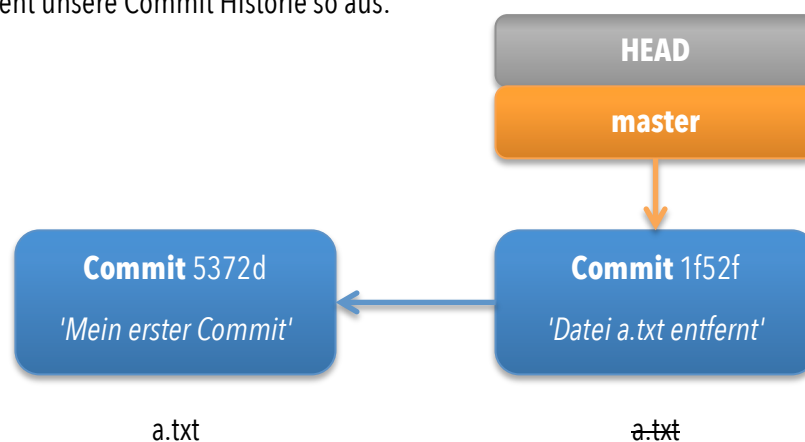 unsere Commit Historie so aus:
HEAD
master
Commit 5372d
'Mein erster Commit'
Commit 1f52f
'Datei a.txt entfernt'
a.txt
a.txt